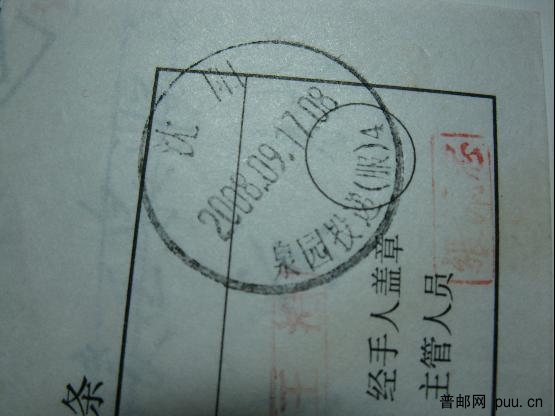 沈阳
2008.09.17.08
泉园投递(服)4
经手人盖章
主管人员
条
普邮网 puu.cn